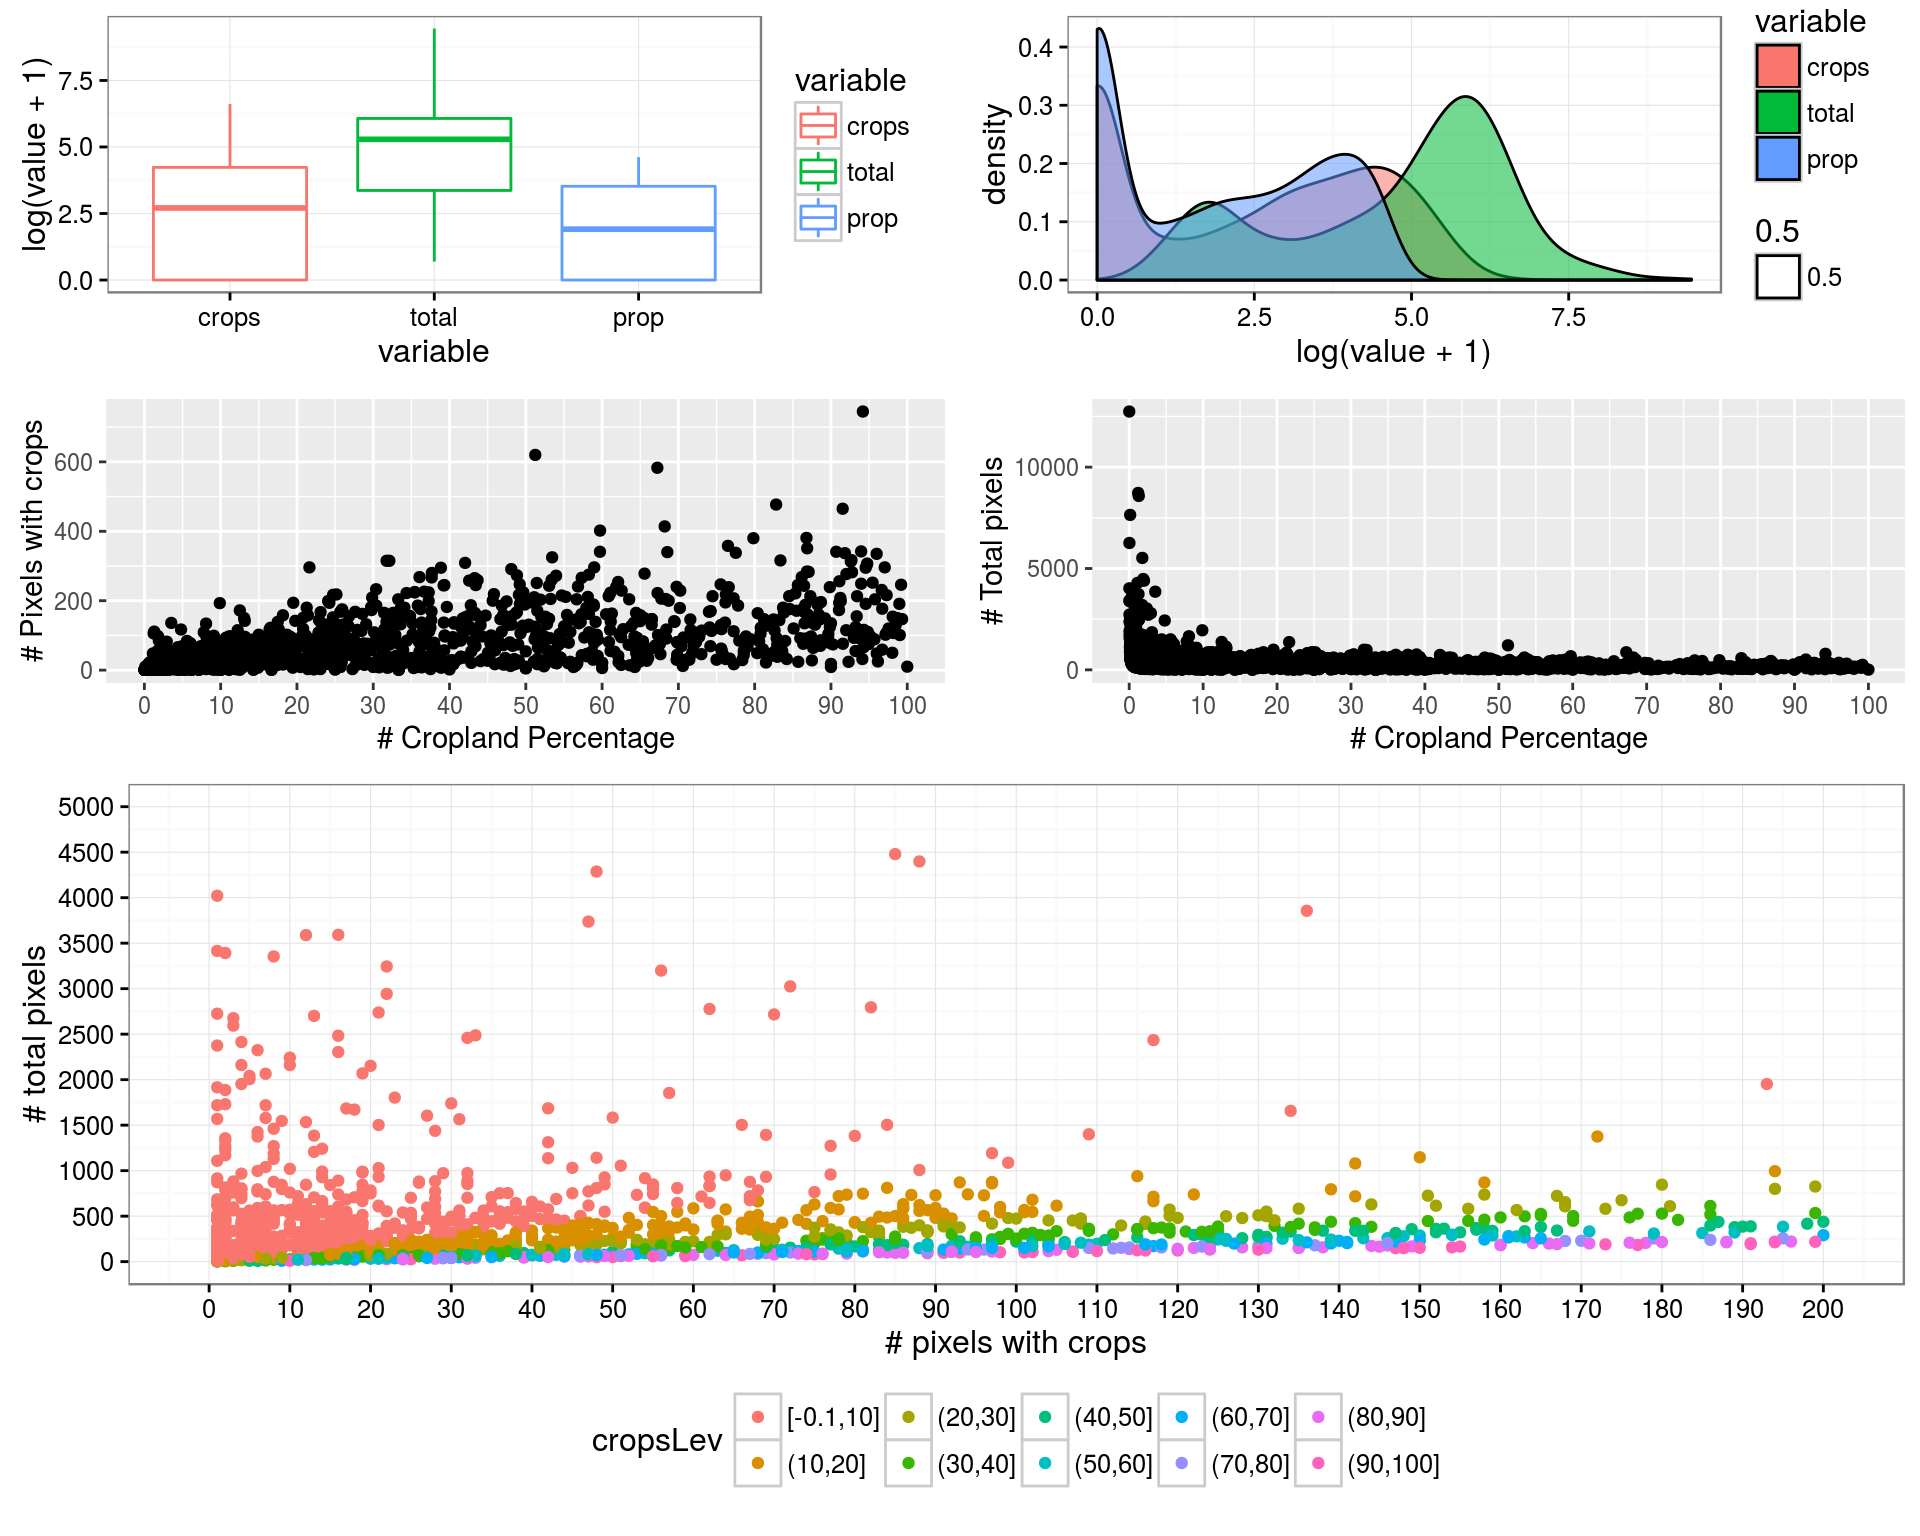 log(value + 1)
7.5
5.0
2.5
0.0
crops total prop
variable
variable
crops
total
prop
density
0.4
0.3
0.2
0.1
0.0
0.0 2.5 5.0 7.5
log(value + 1)
variable
crops
total
prop
0.5
0.5
# Pixels with crops
600
400
200
0
0 10 20 30 40 50 60 70 80 90 100
# Cropland Percentage
# Total pixels
10000
5000
0
0 10 20 30 40 50 60 70 80 90 100
# Cropland Percentage
# total pixels
5000
4500
4000
3500
3000
2500
2000
1500
1000
500
0
0 10 20 30 40 50 60 70 80 90 100 110 120 130 140 150 160 170 180 190 200
# pixels with crops
cropsLev
[-0.1,10] (20,30] (40,50] (60,70] (80,90]
(10,20] (30,40] (50,60] (70,80] (90,100]